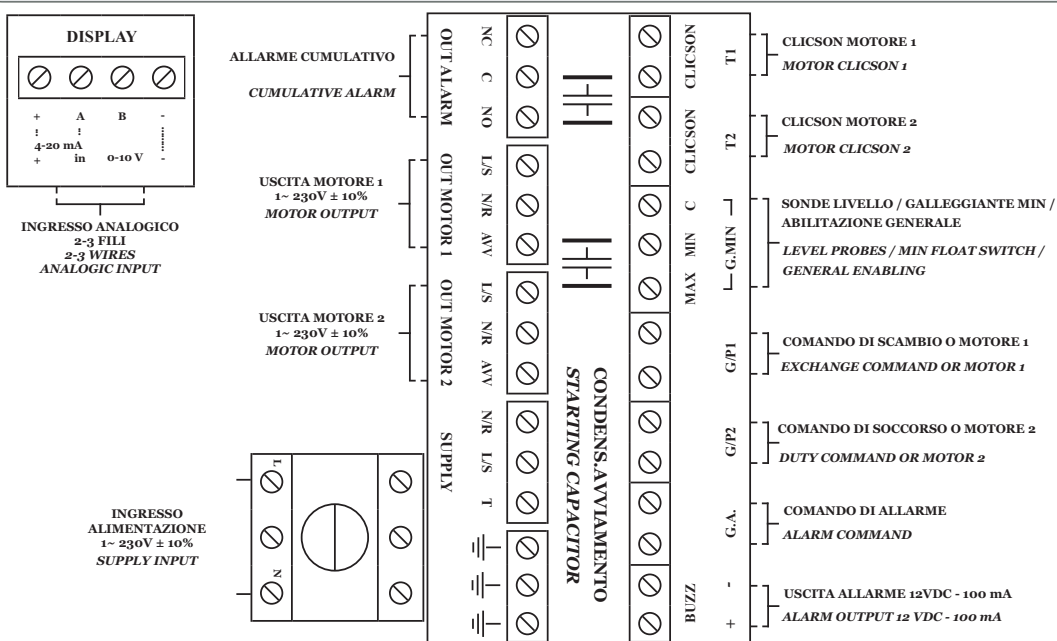 DISPLAY
+ A B -
4-20 mA
+ in 0-10 V -
INGRESSO ANALOGICO
2-3 FILI
2-3 WIRES
ANALOGIC INPUT
ALLARME CUMULATIVO
CUMULATIVE ALARM
USCITA MOTORE 1
1~ 230V ± 10%
MOTOR OUTPUT
USCITA MOTORE 2
1~ 230V ± 10%
MOTOR OUTPUT
INGRESSO
ALIMENTAZIONE
1~ 230V ± 10%
SUPPLY INPUT
L
N
OUT ALARM
NC
C
NO
OUT MOTOR 1
L/S
N/R
AVV
OUT MOTOR 2
L/S
N/R
AVV
SUPPLY
N/R
L/S
T
CONDENS.AVVIAMENTO
STARTING CAPACITOR
CLICSON
T1
CLICSON
T2
C
MIN
MAX
G.MIN
G/P1
G/P2
G.A.
BUZZ
-
+
CLICSON MOTORE 1
MOTOR CLICSON 1
CLICSON MOTORE 2
MOTOR CLICSON 2
SONDE LIVELLO / GALLEGGIANTE MIN /
ABILITAZIONE GENERALE
LEVEL PROBES / MIN FLOAT SWITCH /
GENERAL ENABLING
COMANDO DI SCAMBIO O MOTORE 1
EXCHANGE COMMAND OR MOTOR 1
COMANDO DI SOCCORSO O MOTORE 2
DUTY COMMAND OR MOTOR 2
COMANDO DI ALLARME
ALARM COMMAND
USCITA ALLARME 12VDC - 100 mA
ALARM OUTPUT 12 VDC - 100 mA